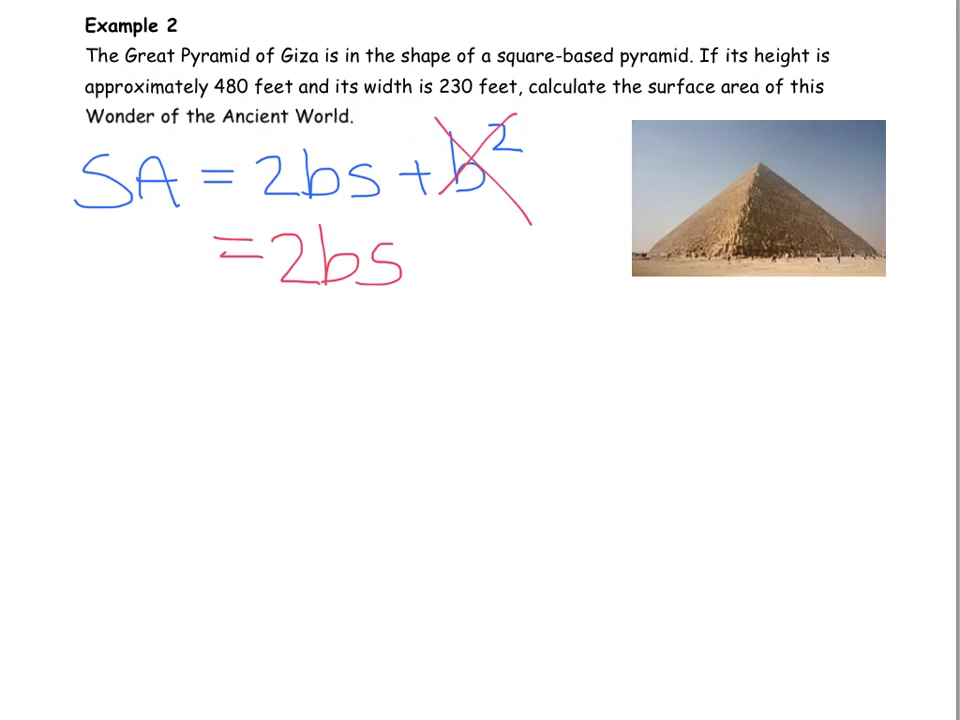 Example 2
The Great Pyramid of Giza is in the shape of a square-based pyramid. If its height is
approximately 480 feet and its width is 230 feet, calculate the surface area of this
Wonder of the Ancient World.
SA = 2bs + b²
= 2bs